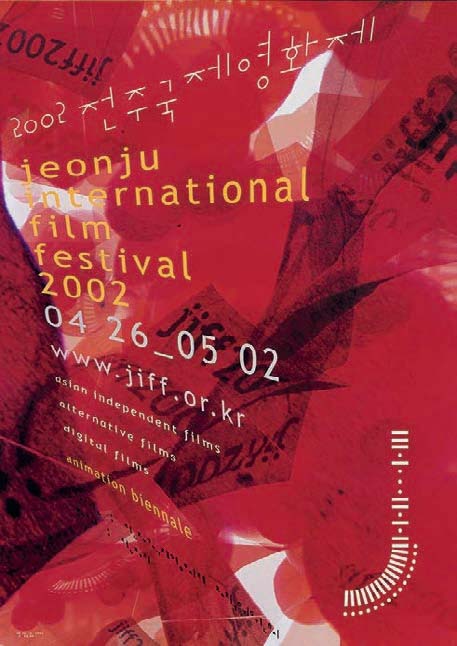 jiff2002
2002 전주국제영화제
jeonju
international
film
festival
2002
04 26_05 02
www.jiff.or.kr
asian independent films
alternative films
digital films
animation biennale